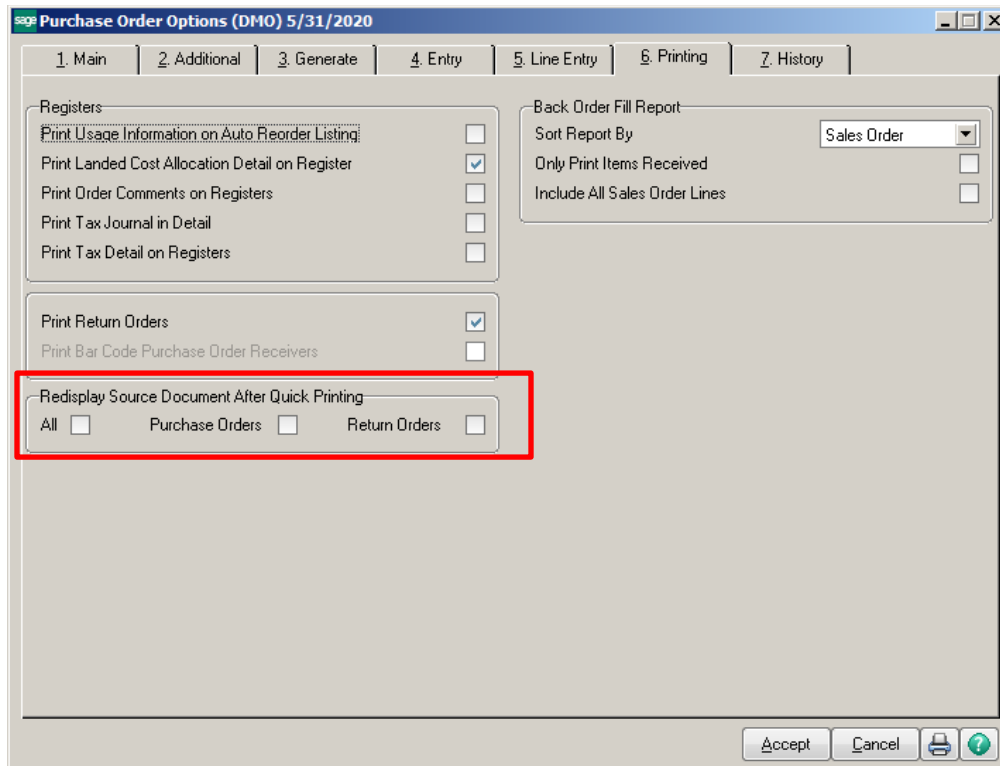 sage Purchase Order Options (DMO) 5/31/2020
1. Main
2. Additional
3. Generate
4. Entry
5. Line Entry
6. Printing
7. History
Registers
Print Usage Information on Auto Reorder Listing
Print Landed Cost Allocation Detail on Register
Print Order Comments on Registers
Print Tax Journal in Detail
Print Tax Detail on Registers
Print Return Orders
Print Bar Code Purchase Order Receivers
Redisplay Source Document After Quick Printing
All Purchase Orders Return Orders
Back Order Fill Report
Sort Report By Sales Order
Only Print Items Received
Include All Sales Order Lines
Accept Cancel